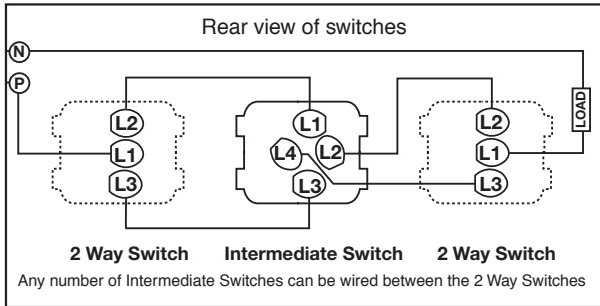 Rear view of switches
N
P
L2
L1
L3
L1
L4
L2
L3
L2
L1
L3
LOAD
2 Way Switch Intermediate Switch 2 Way Switch
Any number of Intermediate Switches can be wired between the 2 Way Switches